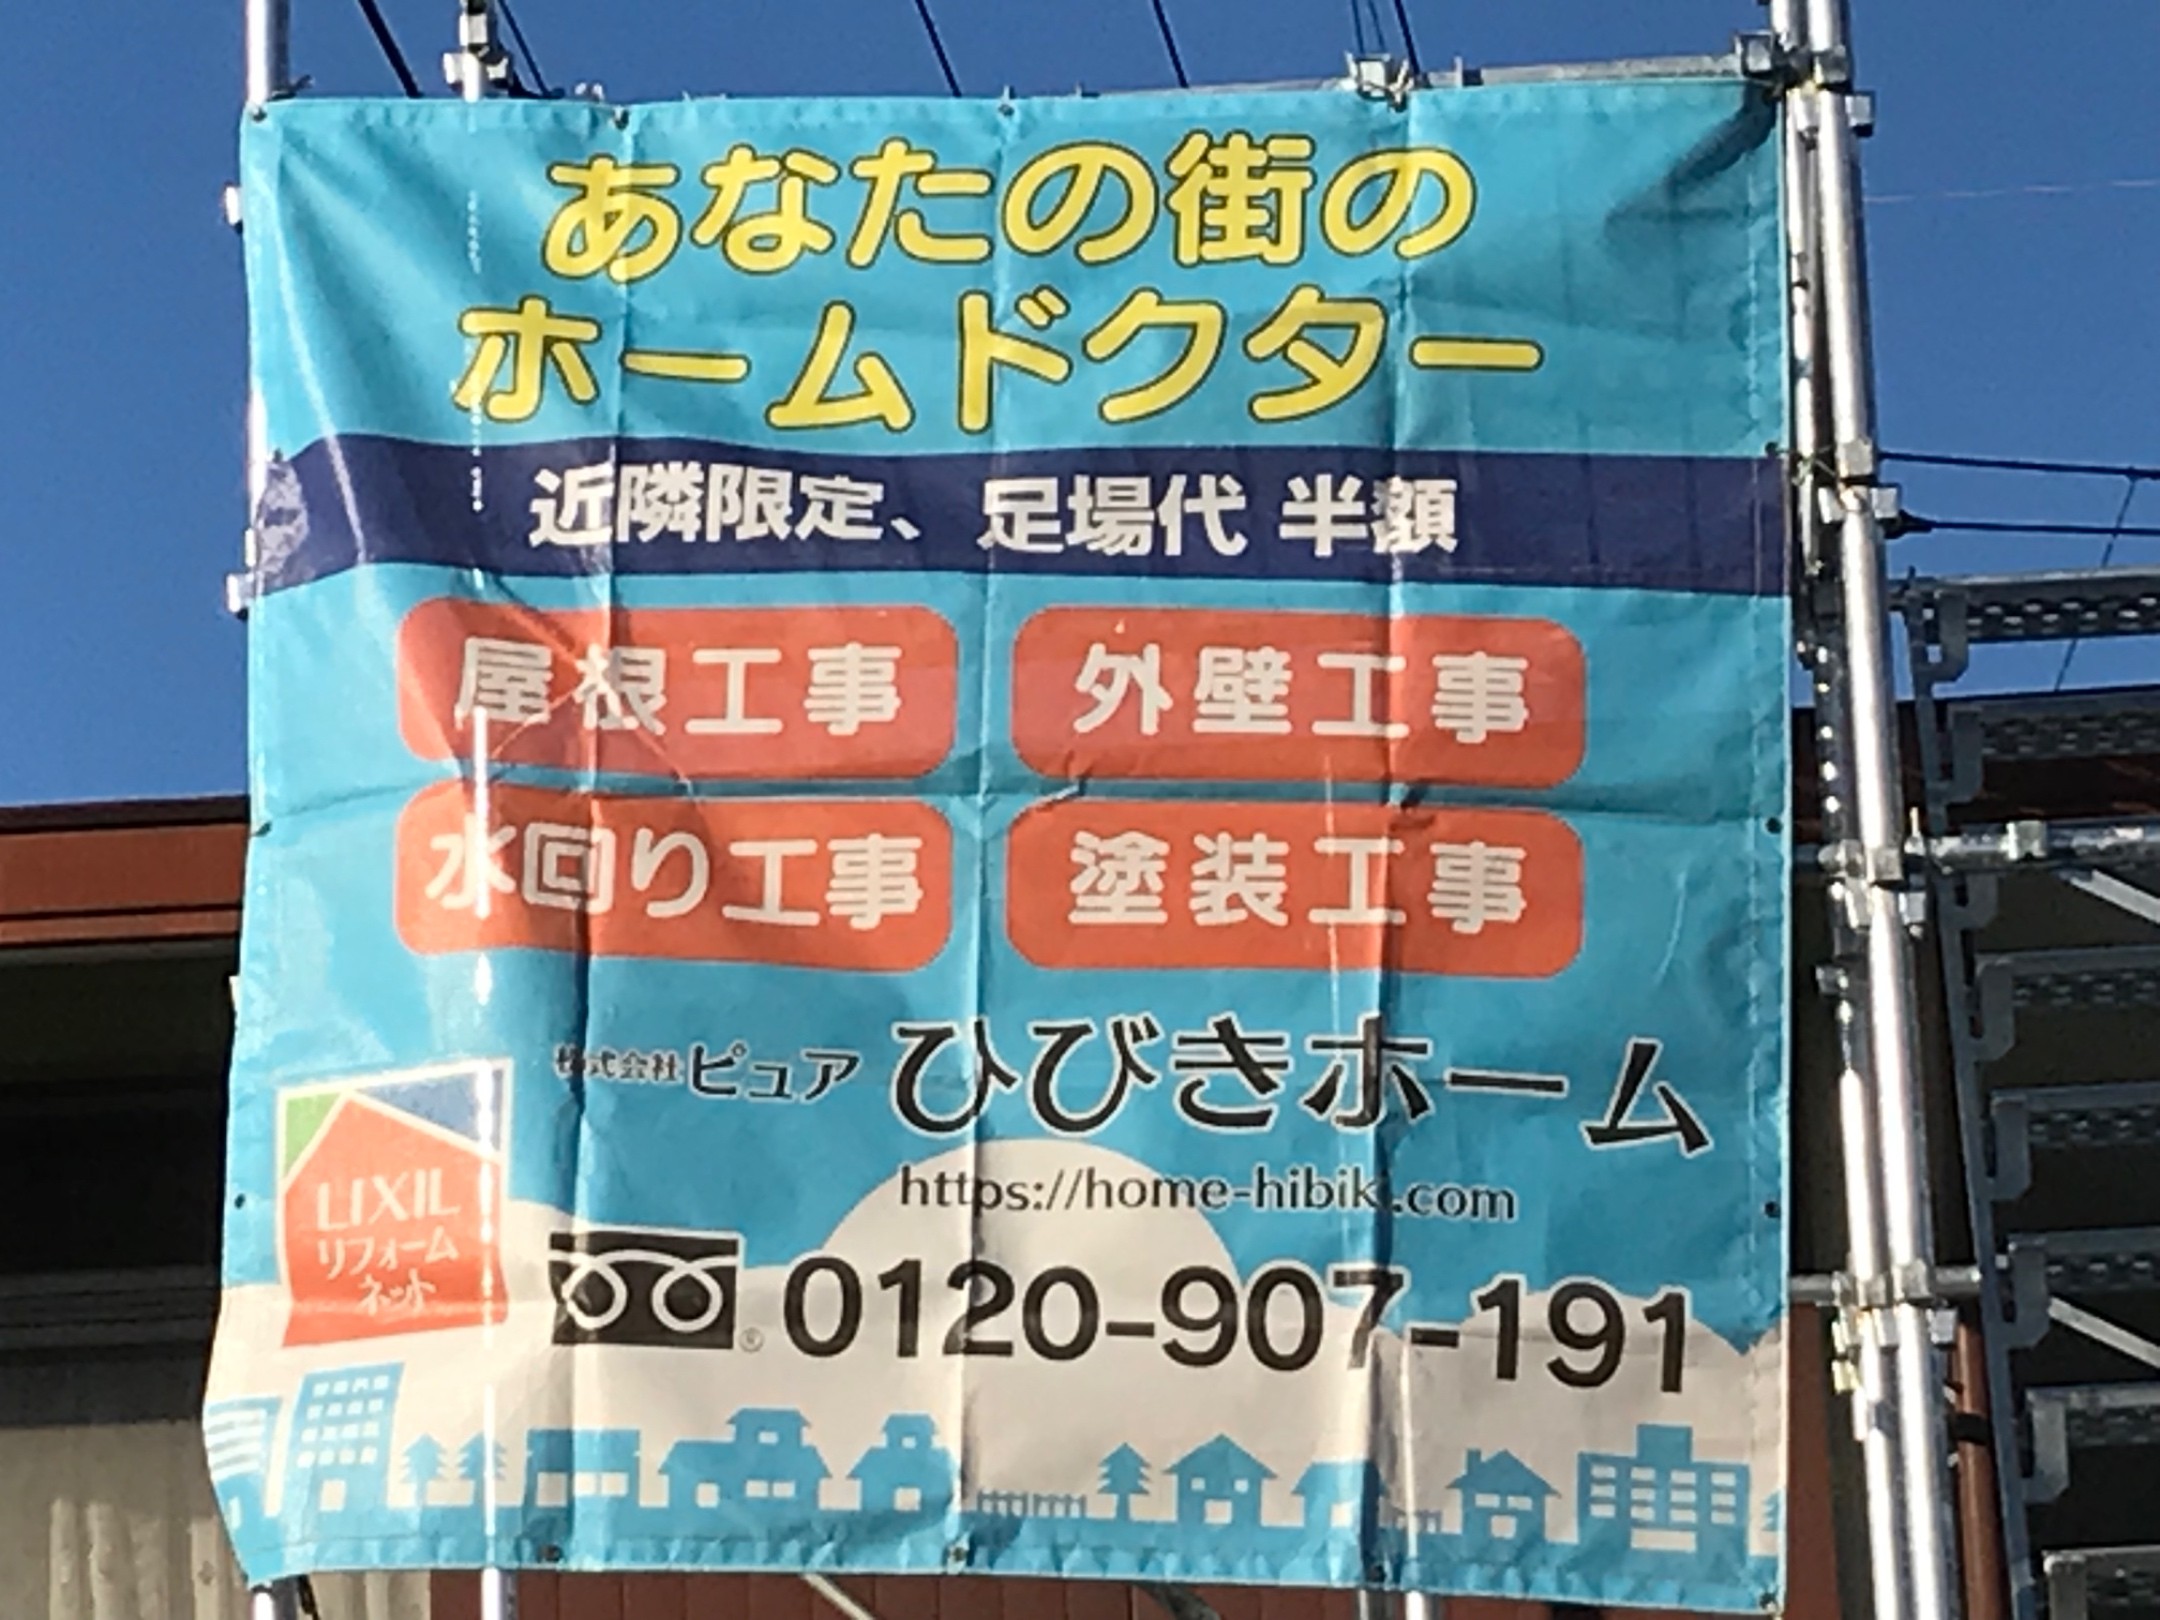 あなたの街の
ホームドクター
近隣限定、足場代 半額
屋根工事 外壁工事
水回り工事 塗装工事
株式会社ピュア ひびきホーム
https://home-hibiki.com
LIXIL
リフォーム
ネット
0120-907-191